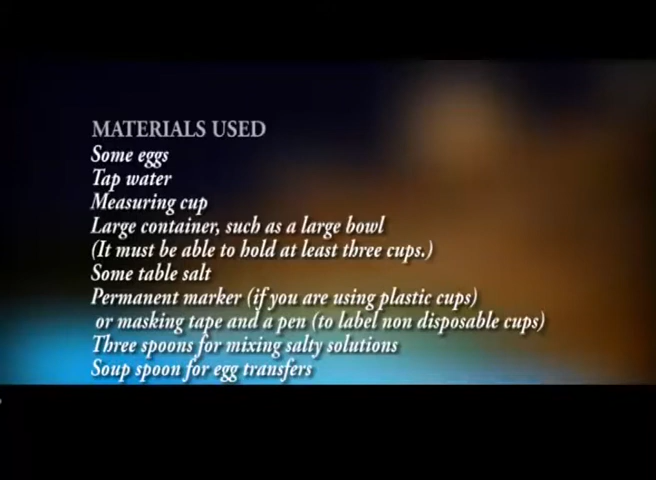 MATERIALS USED
Some eggs
Tap water
Measuring cup
Large container, such as a large bowl
(It must be able to hold at least three cups.)
Some table salt
Permanent marker (if you are using plastic cups)
or masking tape and a pen (to label non disposable cups)
Three spoons for mixing salty solutions
Soup spoon for egg transfers